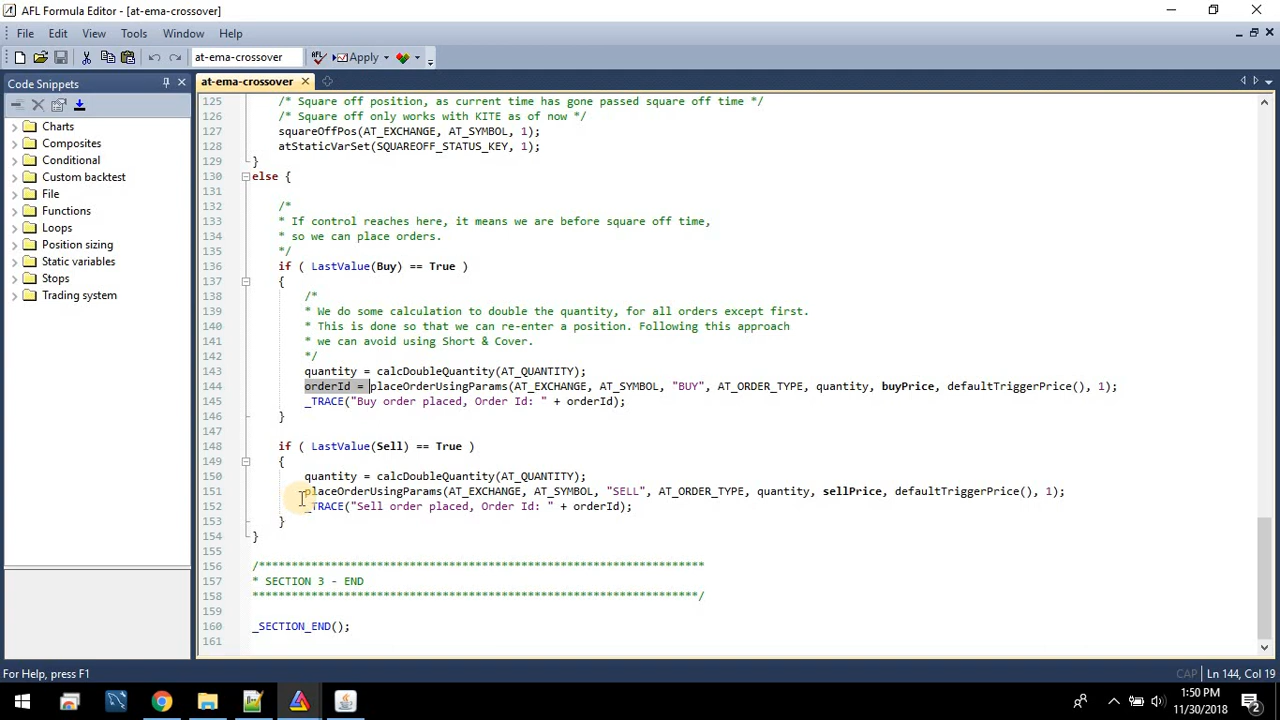 AFL Formula Editor - [at-ema-crossover]
File Edit View Tools Window Help
at-ema-crossover Apply
Code Snippets
at-ema-crossover
Charts
Composites
Conditional
Custom backtest
File
Functions
Loops
Position sizing
Static variables
Stops
Trading system
125 /* Square off position, as current time has gone passed square off time */
126 /* Square off only works with KITE as of now */
127 squareOffPos(AT_EXCHANGE, AT_SYMBOL, 1);
128 atStaticVarSet(SQUAREOFF_STATUS_KEY, 1);
129 }
130 else {
131
132 /*
133 * If control reaches here, it means we are before square off time,
134 * so we can place orders.
135 */
136 if ( LastValue(Buy) == True )
137 {
138 /*
139 * We do some calculation to double the quantity, for all orders except first.
140 * This is done so that we can re-enter a position. Following this approach
141 * we can avoid using Short & Cover.
142 */
143 quantity = calcDoubleQuantity(AT_QUANTITY);
144 orderId = placeOrderUsingParams(AT_EXCHANGE, AT_SYMBOL, "BUY", AT_ORDER_TYPE, quantity, buyPrice, defaultTriggerPrice(), 1);
145 _TRACE("Buy order placed, Order Id: " + orderId);
146 }
147
148 if ( LastValue(Sell) == True )
149 {
150 quantity = calcDoubleQuantity(AT_QUANTITY);
151 placeOrderUsingParams(AT_EXCHANGE, AT_SYMBOL, "SELL", AT_ORDER_TYPE, quantity, sellPrice, defaultTriggerPrice(), 1);
152 _TRACE("Sell order placed, Order Id: " + orderId);
153 }
154 }
155
156 /********************************************************************
157 * SECTION 3 - END
158 ********************************************************************/
159
160 _SECTION_END();
161
For Help, press F1
CAP Ln 144, Col 19
1:50 PM
11/30/2018
2